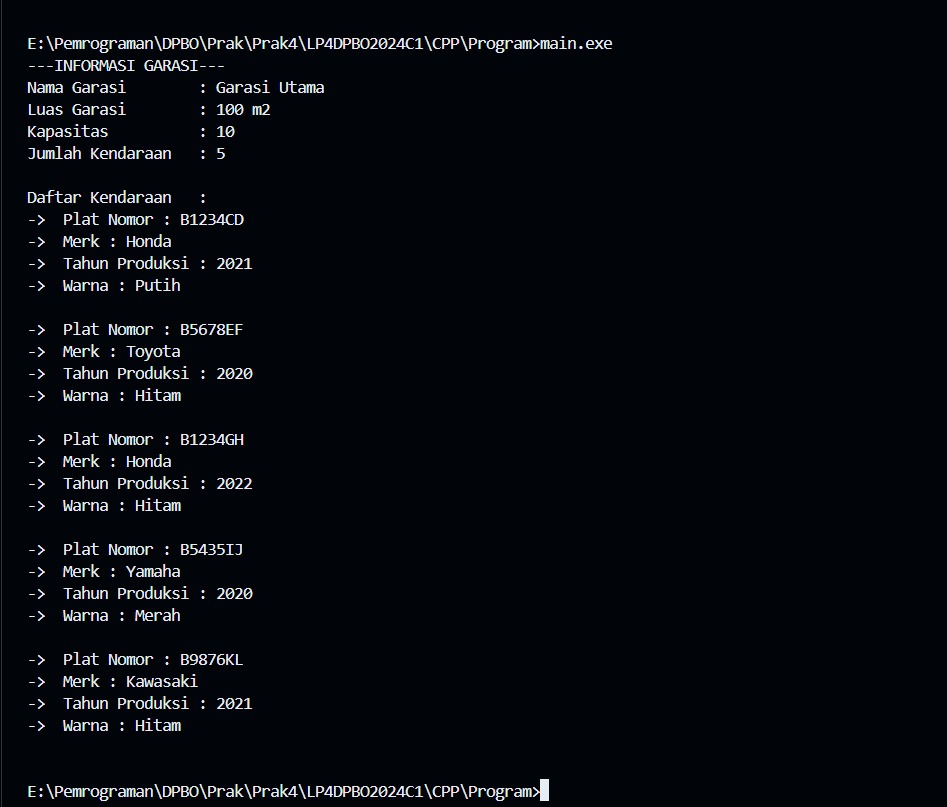 E:\Pemrograman\DPBO\Prak\Prak4\LP4DPBO2024C1\CPP\Program>main.exe
---INFORMASI GARASI---
Nama Garasi        : Garasi Utama
Luas Garasi        : 100 m2
Kapasitas          : 10
Jumlah Kendaraan   : 5

Daftar Kendaraan   :
->  Plat Nomor : B1234CD
->  Merk : Honda
->  Tahun Produksi : 2021
->  Warna : Putih

->  Plat Nomor : B5678EF
->  Merk : Toyota
->  Tahun Produksi : 2020
->  Warna : Hitam

->  Plat Nomor : B1234GH
->  Merk : Honda
->  Tahun Produksi : 2022
->  Warna : Hitam

->  Plat Nomor : B5435IJ
->  Merk : Yamaha
->  Tahun Produksi : 2020
->  Warna : Merah

->  Plat Nomor : B9876KL
->  Merk : Kawasaki
->  Tahun Produksi : 2021
->  Warna : Hitam

E:\Pemrograman\DPBO\Prak\Prak4\LP4DPBO2024C1\CPP\Program>